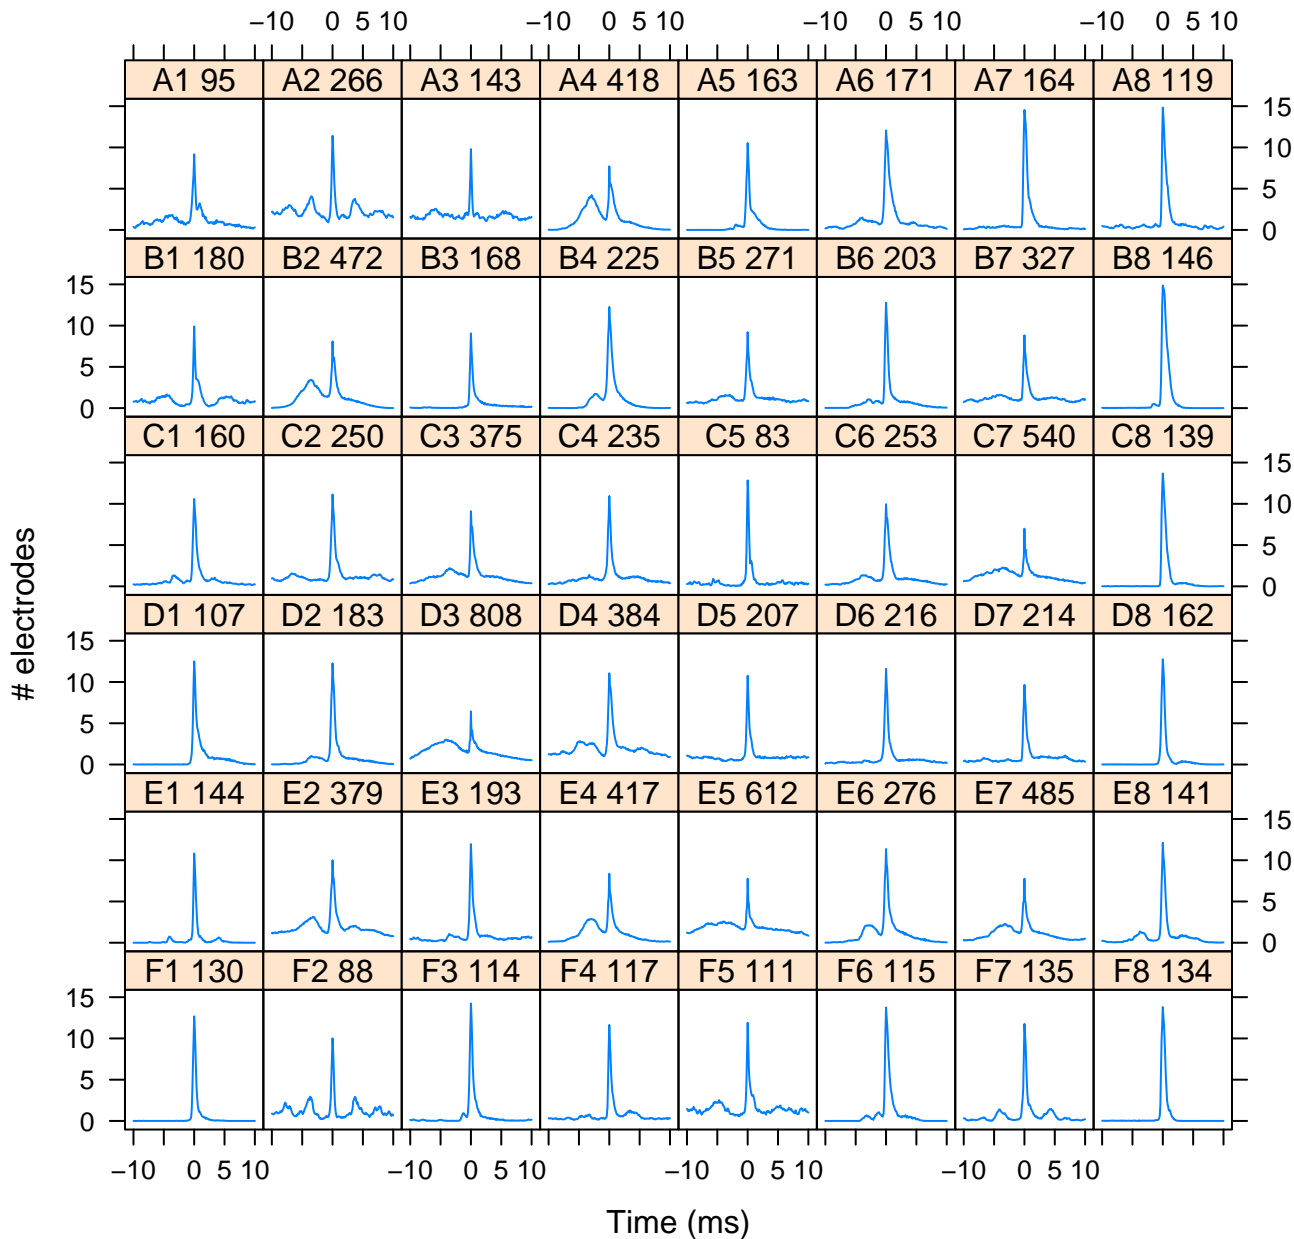 −10 0 5 10 −10 0 5 10 −10 0 5 10 −10 0 5 10
A1 95 A2 266 A3 143 A4 418 A5 163 A6 171 A7 164 A8 119
15
10
5
0
B1 180 B2 472 B3 168 B4 225 B5 271 B6 203 B7 327 B8 146
15
10
5
0
C1 160 C2 250 C3 375 C4 235 C5 83 C6 253 C7 540 C8 139
15
10
5
0
D1 107 D2 183 D3 808 D4 384 D5 207 D6 216 D7 214 D8 162
15
10
5
0
E1 144 E2 379 E3 193 E4 417 E5 612 E6 276 E7 485 E8 141
15
10
5
0
F1 130 F2 88 F3 114 F4 117 F5 111 F6 115 F7 135 F8 134
15
10
5
0
−10 0 5 10 −10 0 5 10 −10 0 5 10 −10 0 5 10
Time (ms)
# electrodes